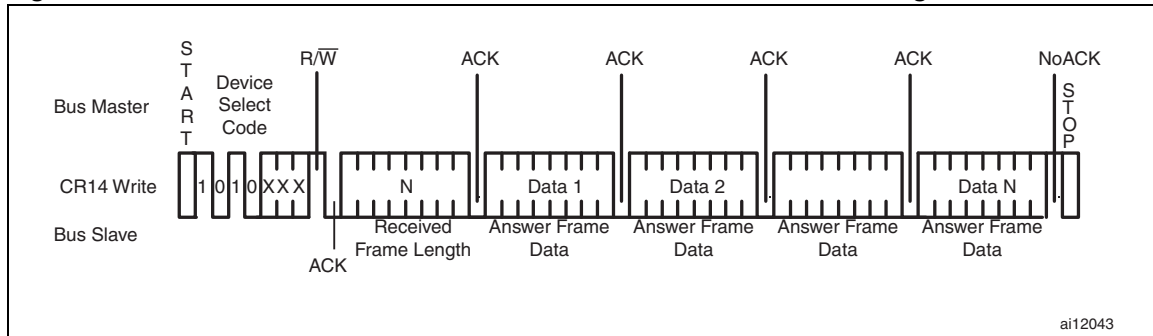 START
Device
Select
Code
R/W̅
ACK
ACK
ACK
ACK
NoACK
STOP
Bus Master
CR14 Write
1 0 1 0 X X X
N
Data 1
Data 2
Data N
Bus Slave
ACK
Received
Frame Length
Answer Frame
Data
Answer Frame
Data
Answer Frame
Data
Answer Frame
Data
ai12043